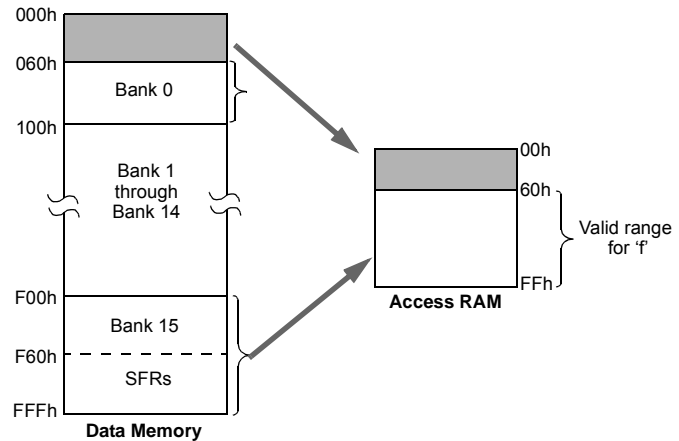 000h
060h
Bank 0
100h
Bank 1
through
Bank 14
F00h
Bank 15
F60h
SFRs
FFFh
Data Memory
00h
60h
Valid range
for ‘f’
FFh
Access RAM